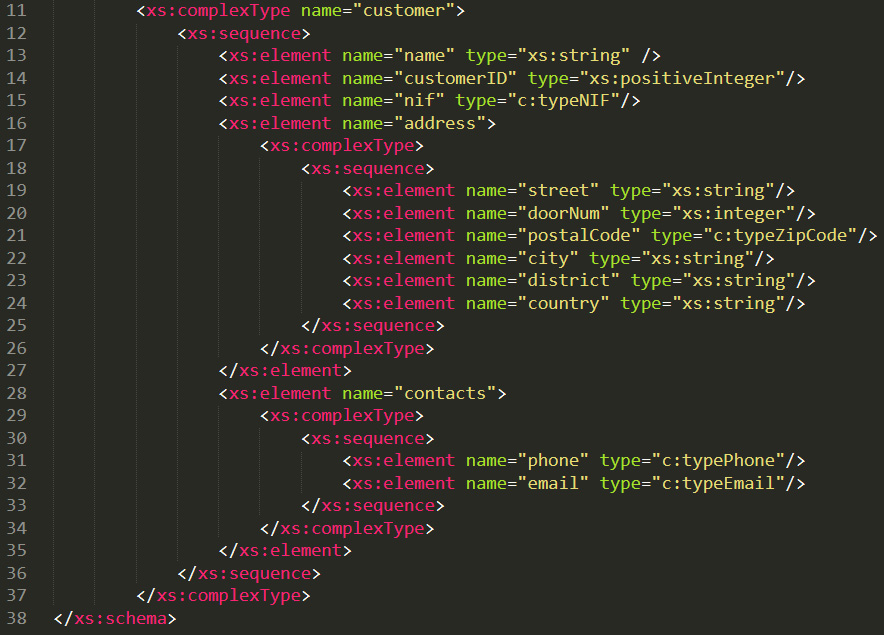 11 <xs:complexType name="customer">
12 <xs:sequence>
13 <xs:element name="name" type="xs:string" />
14 <xs:element name="customerID" type="xs:positiveInteger"/>
15 <xs:element name="nif" type="c:typeNIF"/>
16 <xs:element name="address">
17 <xs:complexType>
18 <xs:sequence>
19 <xs:element name="street" type="xs:string"/>
20 <xs:element name="doorNum" type="xs:integer"/>
21 <xs:element name="postalCode" type="c:typeZipCode"/>
22 <xs:element name="city" type="xs:string"/>
23 <xs:element name="district" type="xs:string"/>
24 <xs:element name="country" type="xs:string"/>
25 </xs:sequence>
26 </xs:complexType>
27 </xs:element>
28 <xs:element name="contacts">
29 <xs:complexType>
30 <xs:sequence>
31 <xs:element name="phone" type="c:typePhone"/>
32 <xs:element name="email" type="c:typeEmail"/>
33 </xs:sequence>
34 </xs:complexType>
35 </xs:element>
36 </xs:sequence>
37 </xs:complexType>
38 </xs:schema>